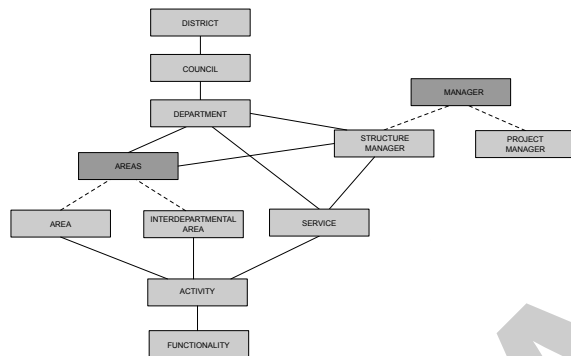 DISTRICT
COUNCIL
MANAGER
DEPARTMENT
STRUCTURE
MANAGER
PROJECT
MANAGER
AREAS
AREA
INTERDEPARTMENTAL
AREA
SERVICE
ACTIVITY
FUNCTIONALITY